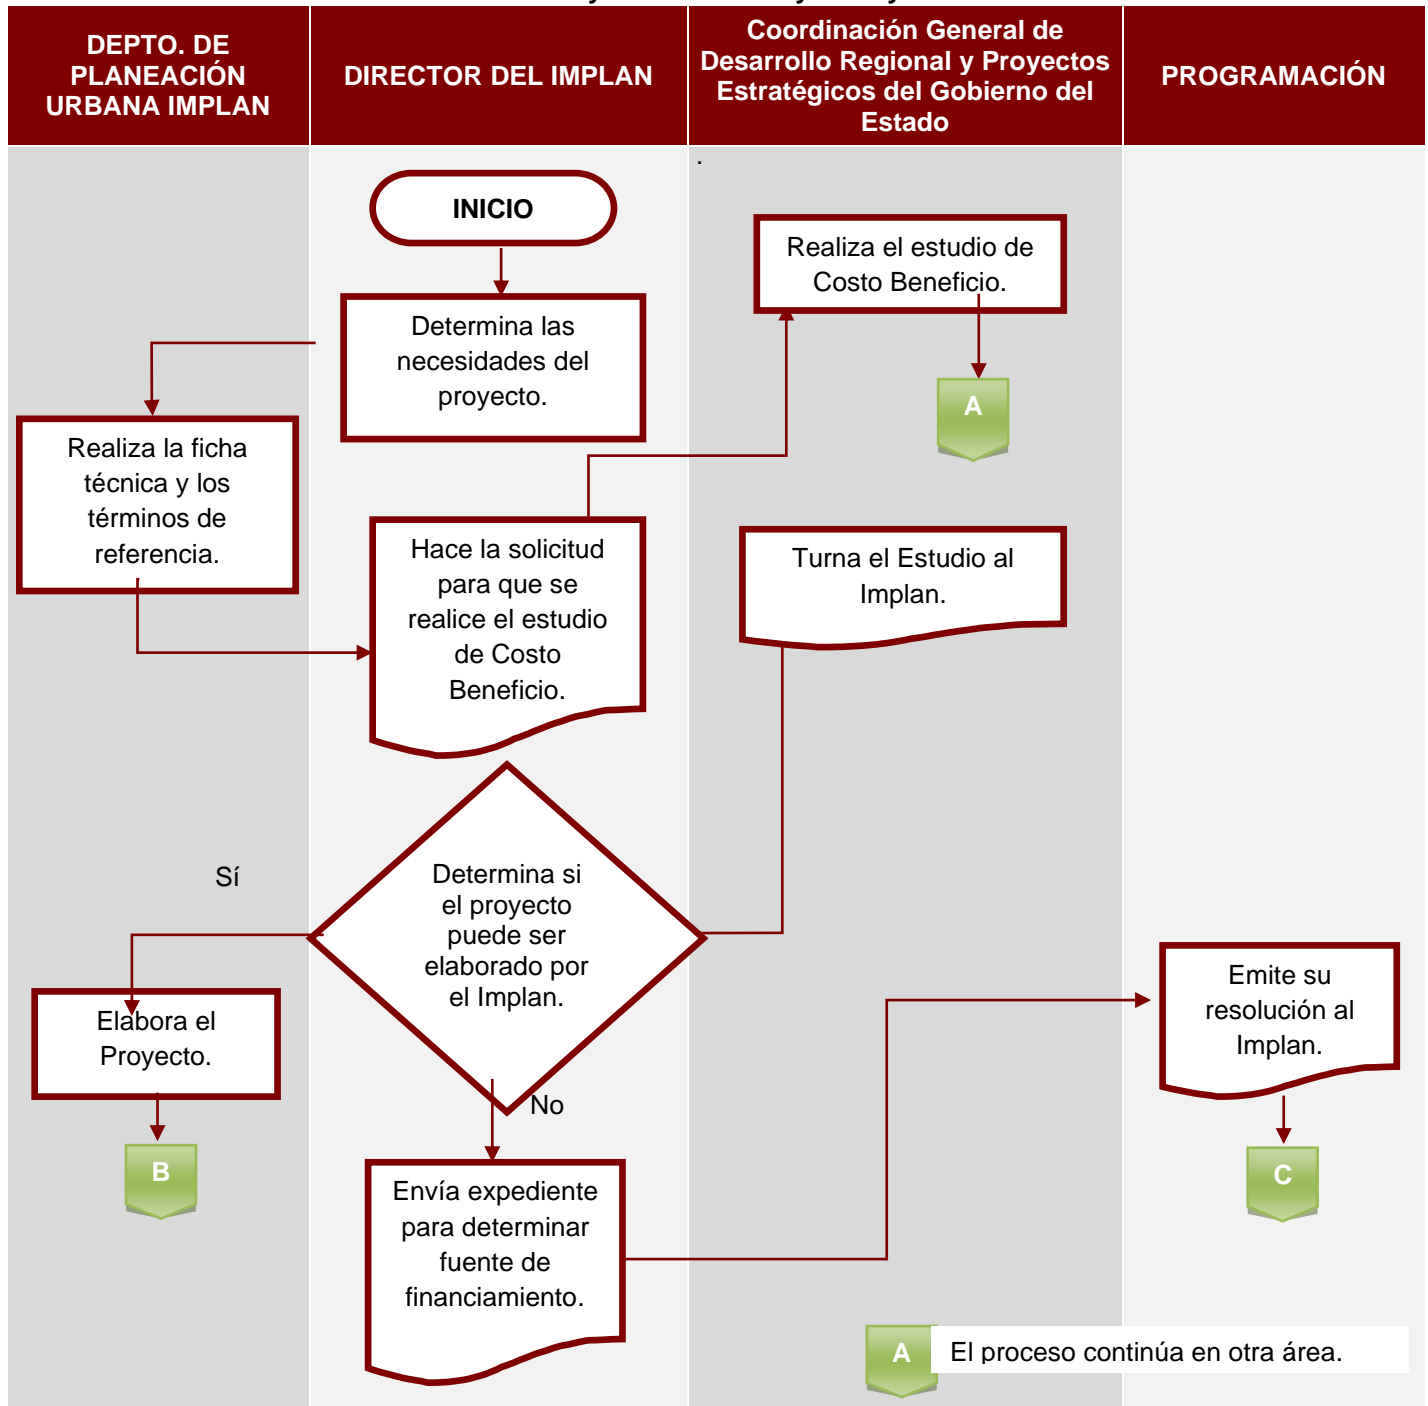 DEPTO. DE
PLANEACIÓN
URBANA IMPLAN
DIRECTOR DEL IMPLAN
Coordinación General de
Desarrollo Regional y Proyectos
Estratégicos del Gobierno del
Estado
PROGRAMACIÓN
.
INICIO
Realiza el estudio de
Costo Beneficio.
Determina las
necesidades del
proyecto.
A
Realiza la ficha
técnica y los
términos de
referencia.
Hace la solicitud
para que se
realice el estudio
de Costo
Beneficio.
Turna el Estudio al
Implan.
Sí
Determina si
el proyecto
puede ser
elaborado por
el Implan.
Elabora el
Proyecto.
Emite su
resolución al
Implan.
No
B
C
Envía expediente
para determinar
fuente de
financiamiento.
A
El proceso continúa en otra área.